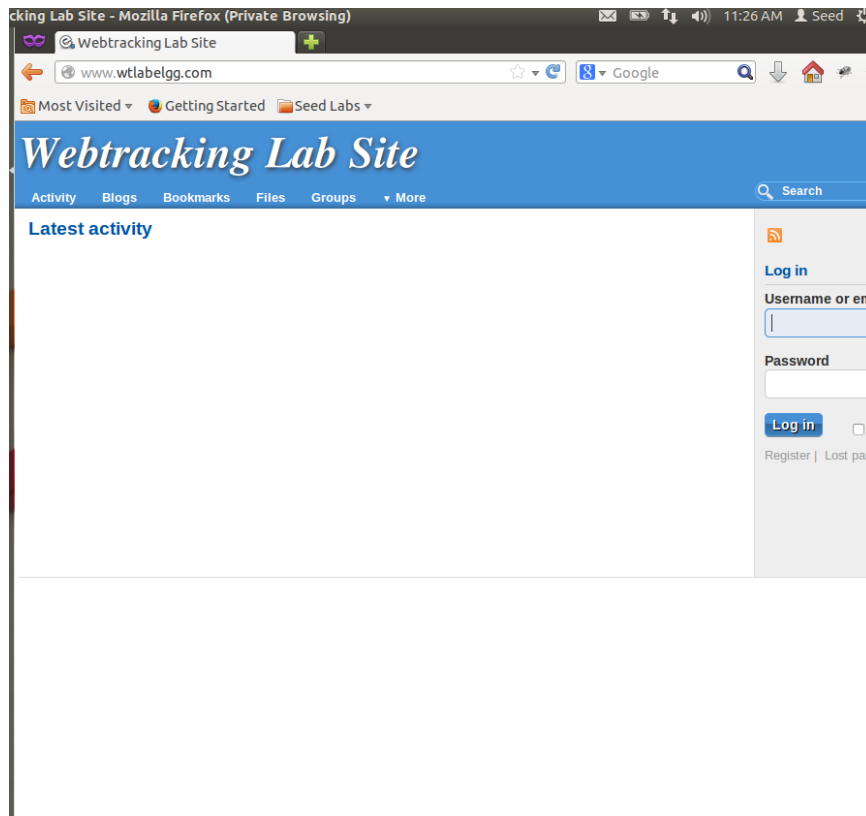 cking Lab Site - Mozilla Firefox (Private Browsing) 11:26 AM Seed
Webtracking Lab Site
www.wtlabelgg.com Google
Most Visited Getting Started Seed Labs
Webtracking Lab Site
Activity Blogs Bookmarks Files Groups More Search
Latest activity
Log in
Username or em
Password
Log in
Register | Lost pa